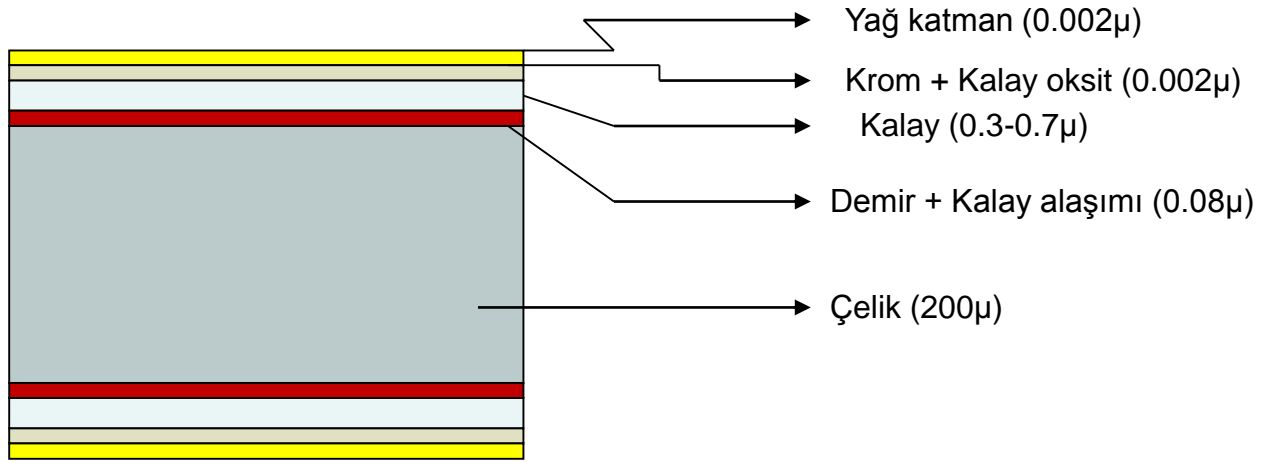 Yağ katman (0.002µ)
Krom + Kalay oksit (0.002µ)
Kalay (0.3-0.7µ)
Demir + Kalay alaşımı (0.08µ)
Çelik (200µ)